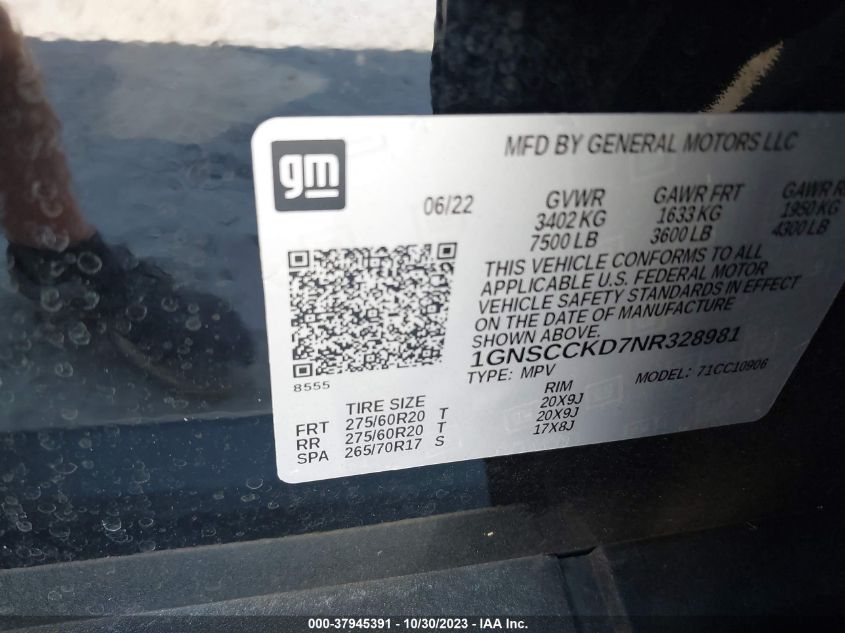 gm
MFD BY GENERAL MOTORS LLC
06/22 GVWR GAWR FRT GAWR R
3402 KG 1633 KG 1950 KG
7500 LB 3600 LB 4300 LB
THIS VEHICLE CONFORMS TO ALL
APPLICABLE U.S. FEDERAL MOTOR
VEHICLE SAFETY STANDARDS IN EFFECT
ON THE DATE OF MANUFACTURE
SHOWN ABOVE.
1GNSCCKD7NR328981
8555
TYPE: MPV MODEL: 71CC10906
TIRE SIZE RIM
FRT 275/60R20 T 20X9J
RR 275/60R20 T 20X9J
SPA 265/70R17 S 17X8J
000-37945391 - 10/30/2023 - IAA Inc.